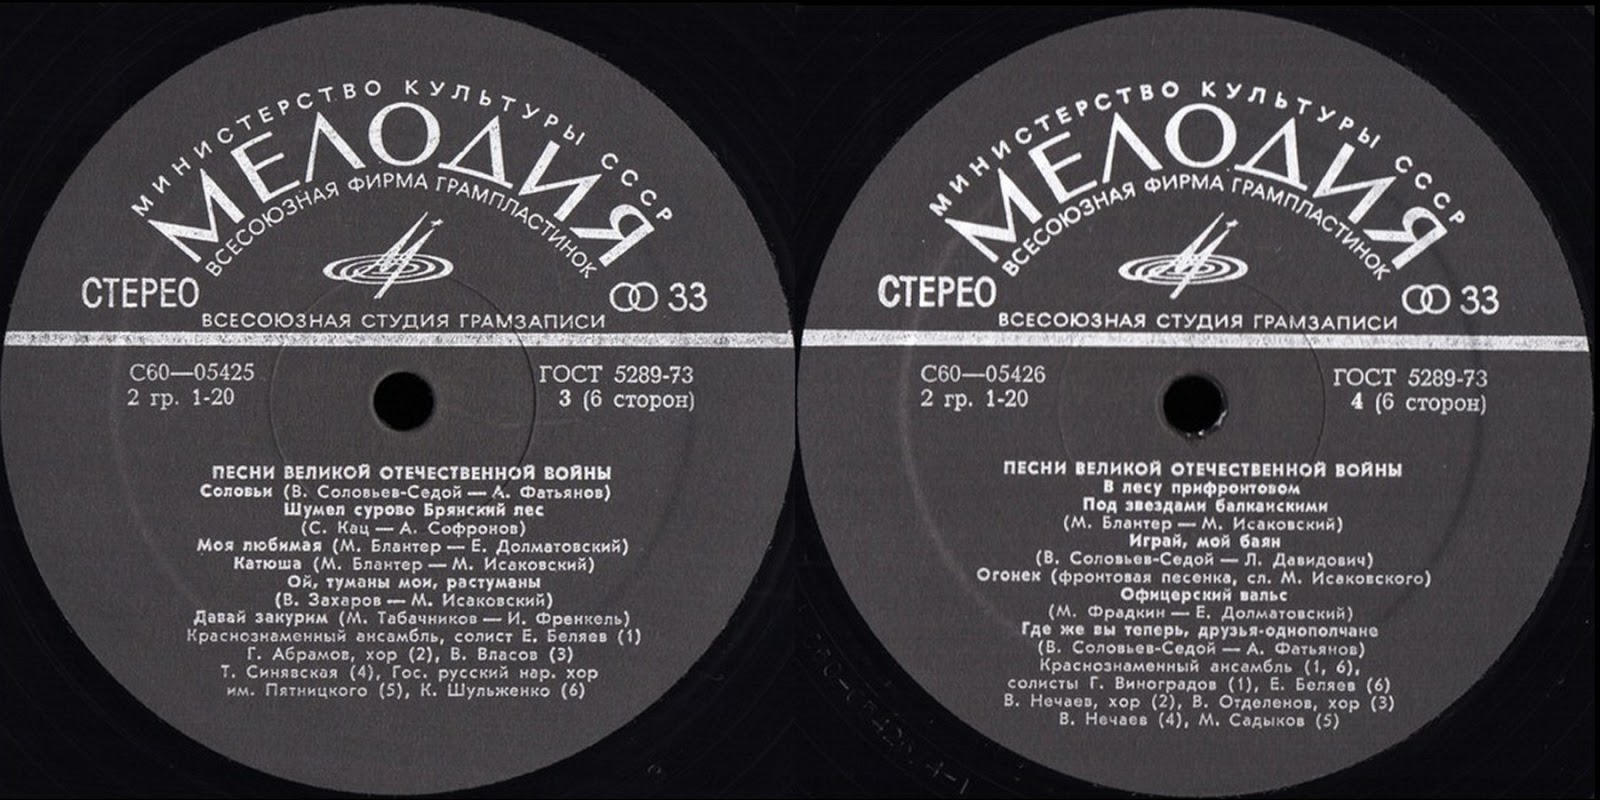 МИНИСТЕРСТВО КУЛЬТУРЫ СССР
МЕЛОДИЯ
ВСЕСОЮЗНАЯ ФИРМА ГРАМПЛАСТИНОК
СТЕРЕО
33
ВСЕСОЮЗНАЯ СТУДИЯ ГРАМЗАПИСИ
С60—05425
ГОСТ 5289-73
2 гр. 1-20
3 (6 сторон)
ПЕСНИ ВЕЛИКОЙ ОТЕЧЕСТВЕННОЙ ВОЙНЫ
Соловьи (В. Соловьев-Седой — А. Фатьянов)
Шумел сурово Брянский лес
(С. Кац — А. Софронов)
Моя любимая (М. Блантер — Е. Долматовский)
Катюша (М. Блантер — М. Исаковский)
Ой, туманы мои, растуманы
(В. Захаров — М. Исаковский)
Давай закурим (М. Табачников — И. Френкель)
Краснознаменный ансамбль, солист Е. Беляев (1)
Г. Абрамов, хор (2), В. Власов (3)
Т. Синявская (4), Гос. русский нар. хор
им. Пятницкого (5), К. Шульженко (6)
МИНИСТЕРСТВО КУЛЬТУРЫ СССР
МЕЛОДИЯ
ВСЕСОЮЗНАЯ ФИРМА ГРАМПЛАСТИНОК
СТЕРЕО
33
ВСЕСОЮЗНАЯ СТУДИЯ ГРАМЗАПИСИ
С60—05426
ГОСТ 5289-73
2 гр. 1-20
4 (6 сторон)
ПЕСНИ ВЕЛИКОЙ ОТЕЧЕСТВЕННОЙ ВОЙНЫ
В лесу прифронтовом
Под звездами балканскими
(М. Блантер — М. Исаковский)
Играй, мой баян
(В. Соловьев-Седой — Л. Давидович)
Огонек (фронтовая песенка, сл. М. Исаковского)
Офицерский вальс
(М. Фрадкин — Е. Долматовский)
Где же вы теперь, друзья-однополчане
(В. Соловьев-Седой — А. Фатьянов)
Краснознаменный ансамбль (1, 6),
солисты Г. Виноградов (1), Е. Беляев (6)
В. Нечаев, хор (2), В. Отделенов, хор (3)
В. Нечаев (4), М. Садыков (5)